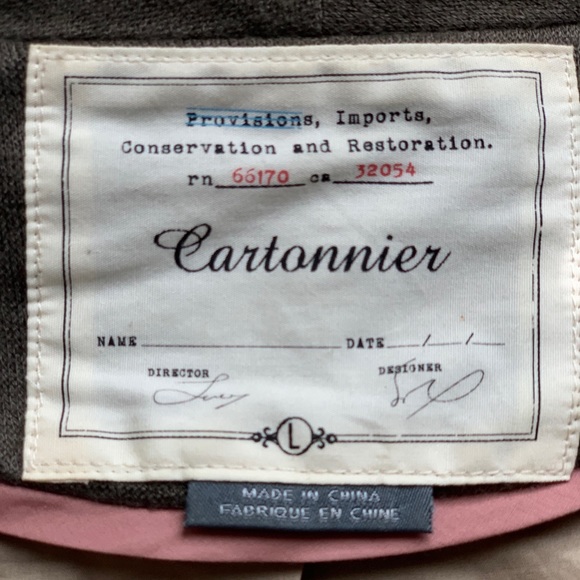 Provisions, Imports,
Conservation and Restoration.
rn 66170 ca 32054
Cartonnier
NAME DATE / /
DIRECTOR DESIGNER
L
MADE IN CHINA
FABRIQUE EN CHINE